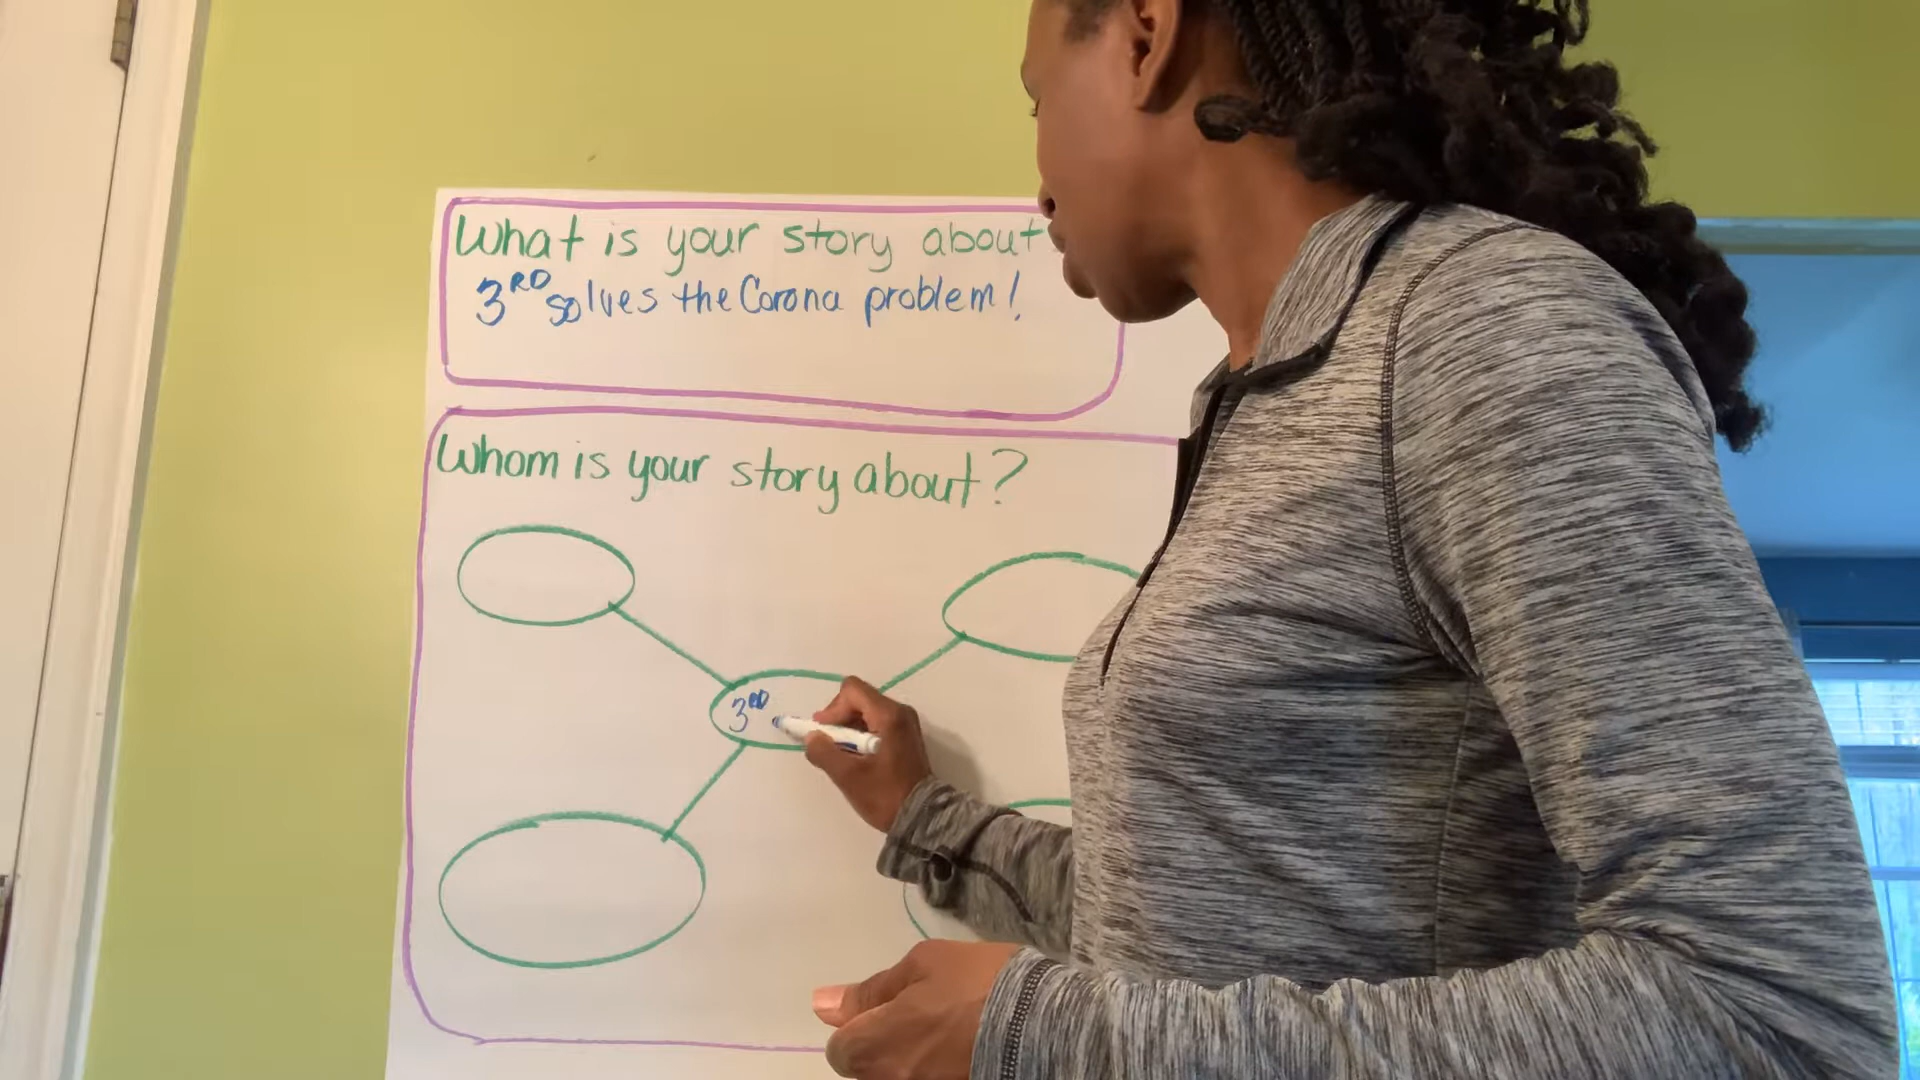 What is your story about
3RD solves the Corona problem!
Whom is your story about?
3RD